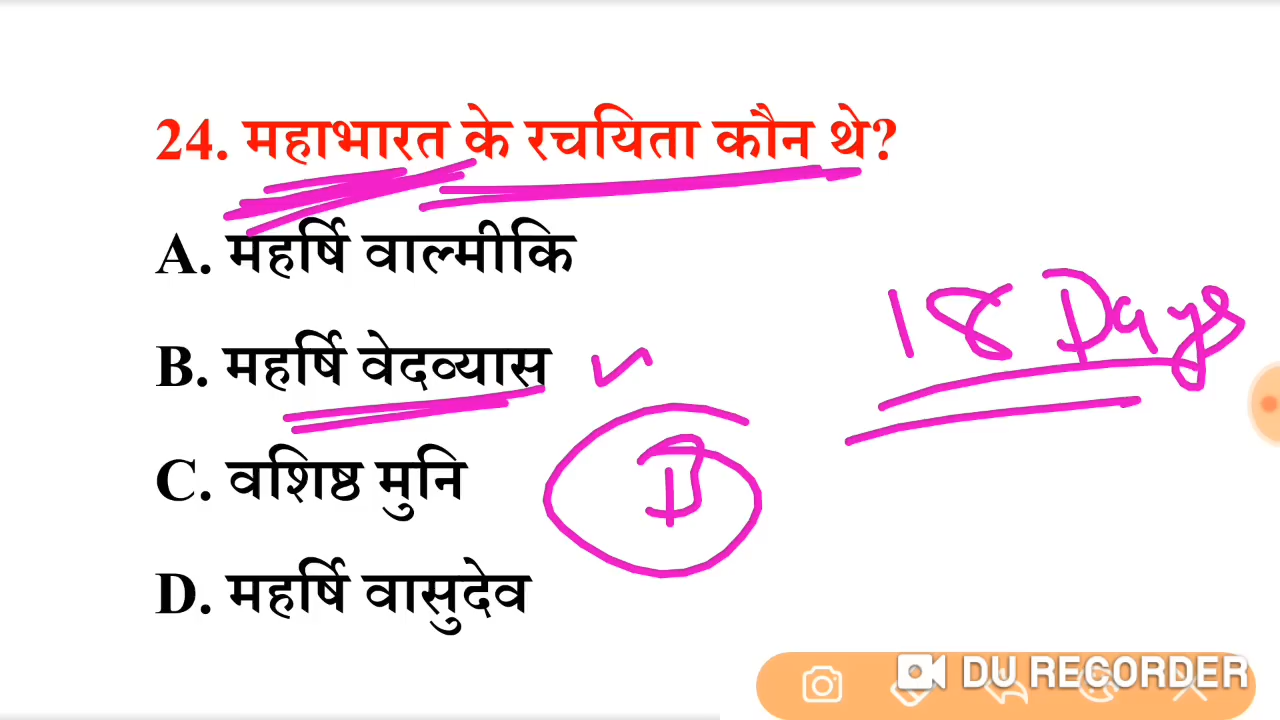 24. महाभारत के रचयिता कौन थे?
A. महर्षि वाल्मीकि
18 Days
B. महर्षि वेदव्यास
B
C. वशिष्ठ मुनि
D. महर्षि वासुदेव
DU RECORDER